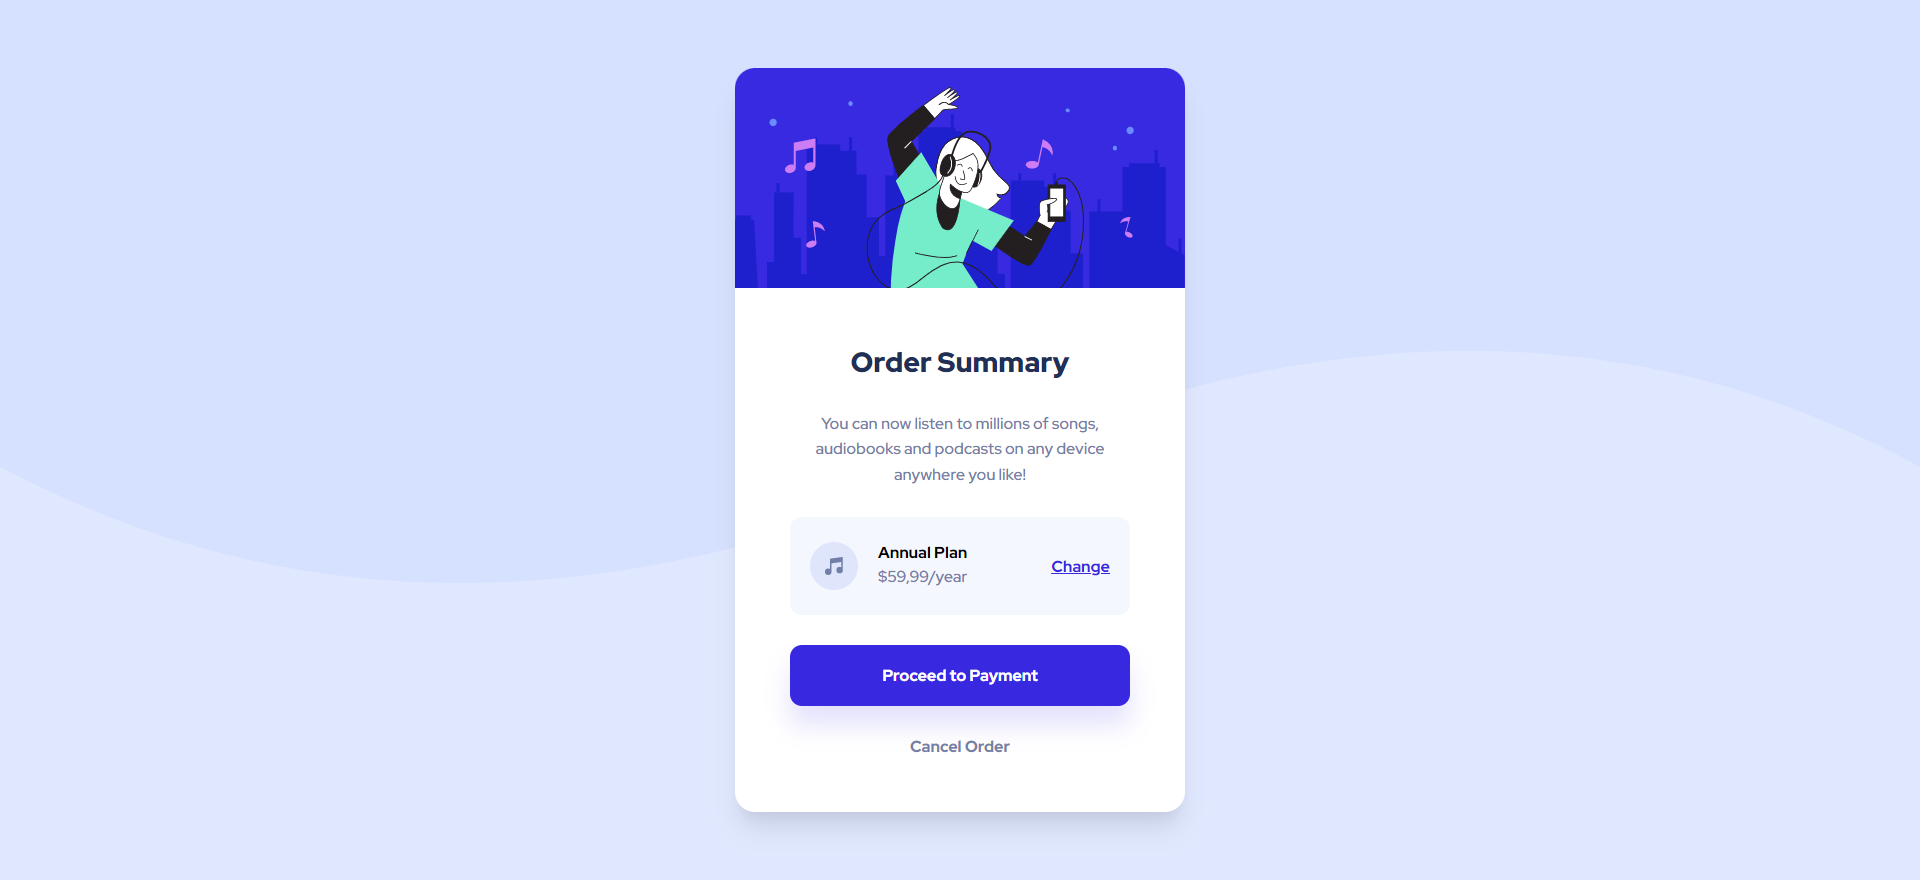 Order Summary
You can now listen to millions of songs,
audiobooks and podcasts on any device
anywhere you like!
Annual Plan
$59,99/year
Change
Proceed to Payment
Cancel Order